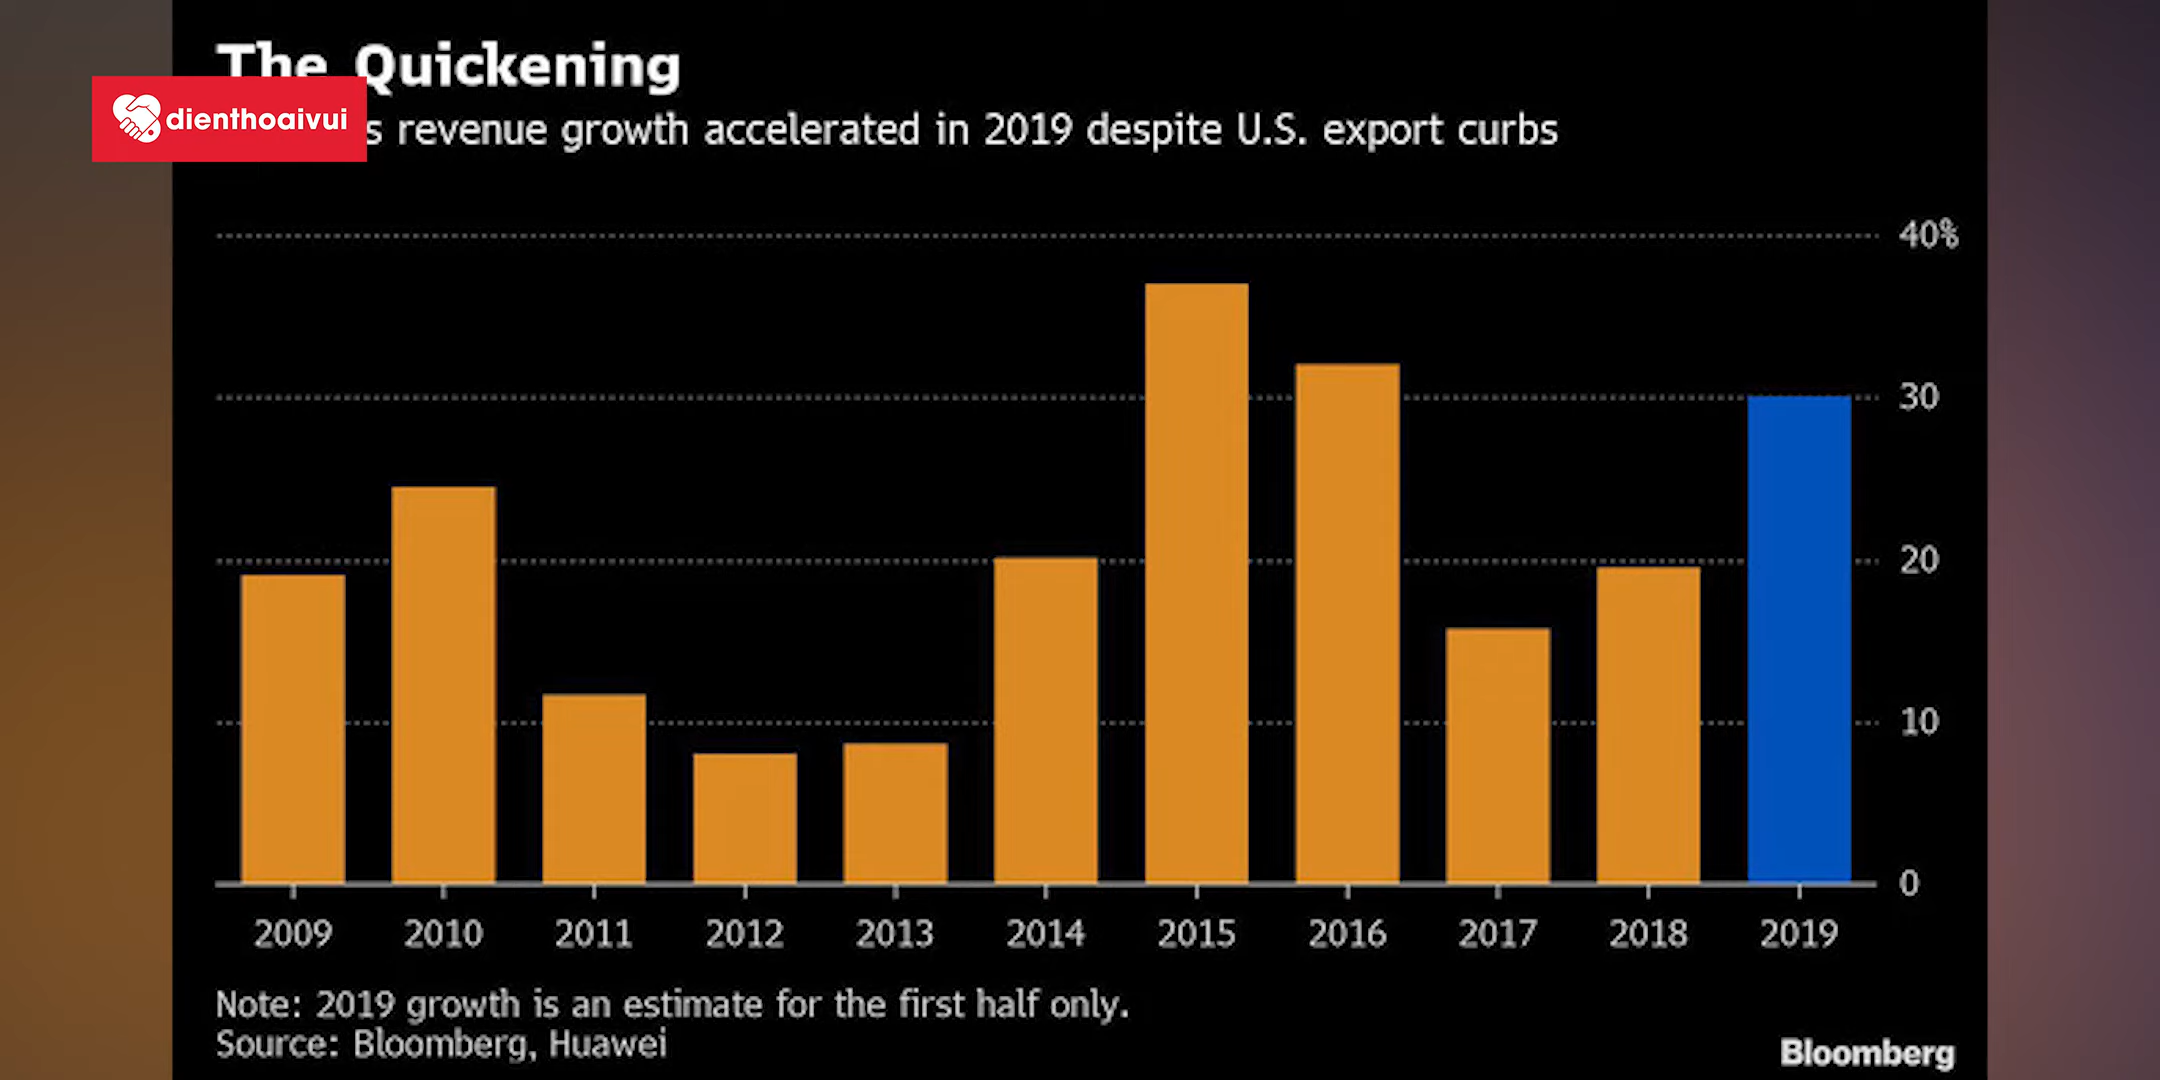 The Quickening
dienthoaivui
s revenue growth accelerated in 2019 despite U.S. export curbs
40%
30
20
10
0
2009 2010 2011 2012 2013 2014 2015 2016 2017 2018 2019
Note: 2019 growth is an estimate for the first half only.
Source: Bloomberg, Huawei
Bloomberg